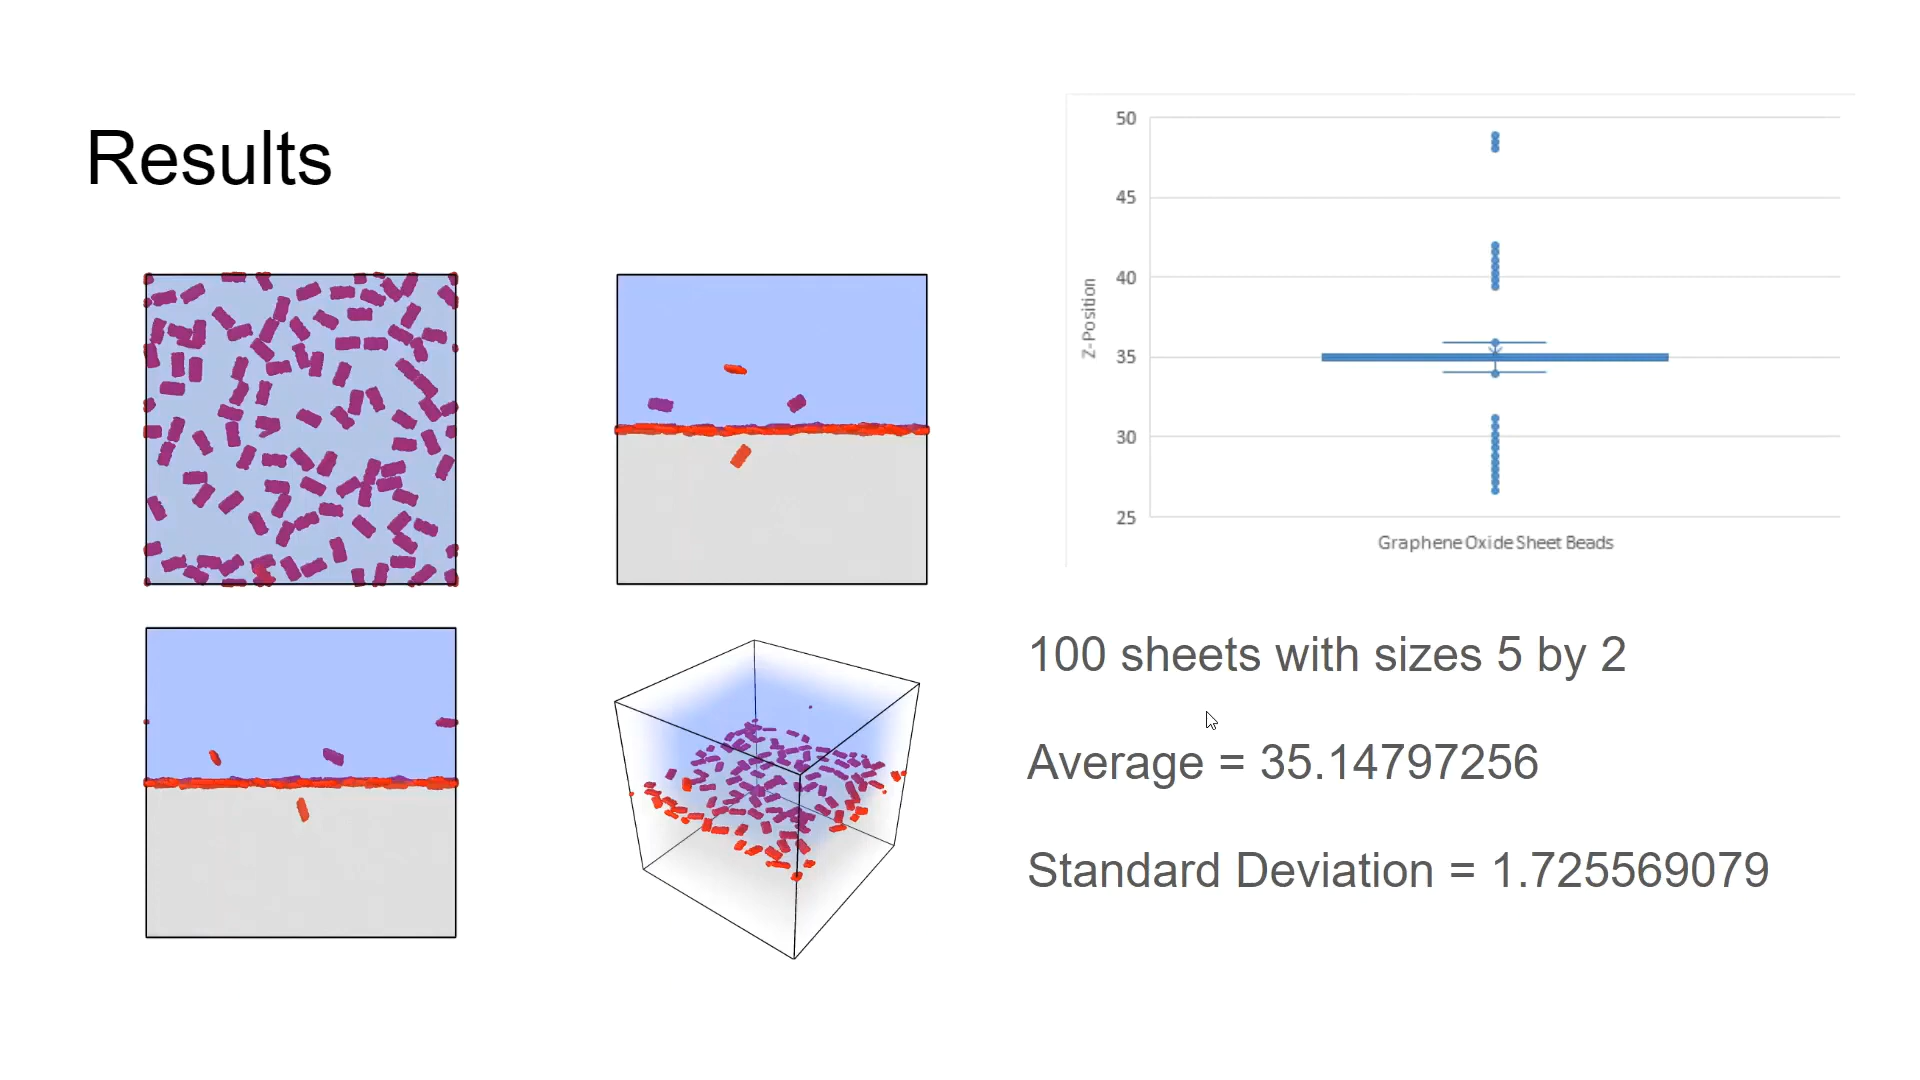 Results
50
45
40
35
30
25
Z-Position
Graphene Oxide Sheet Beads
100 sheets with sizes 5 by 2
Average = 35.14797256
Standard Deviation = 1.725569079